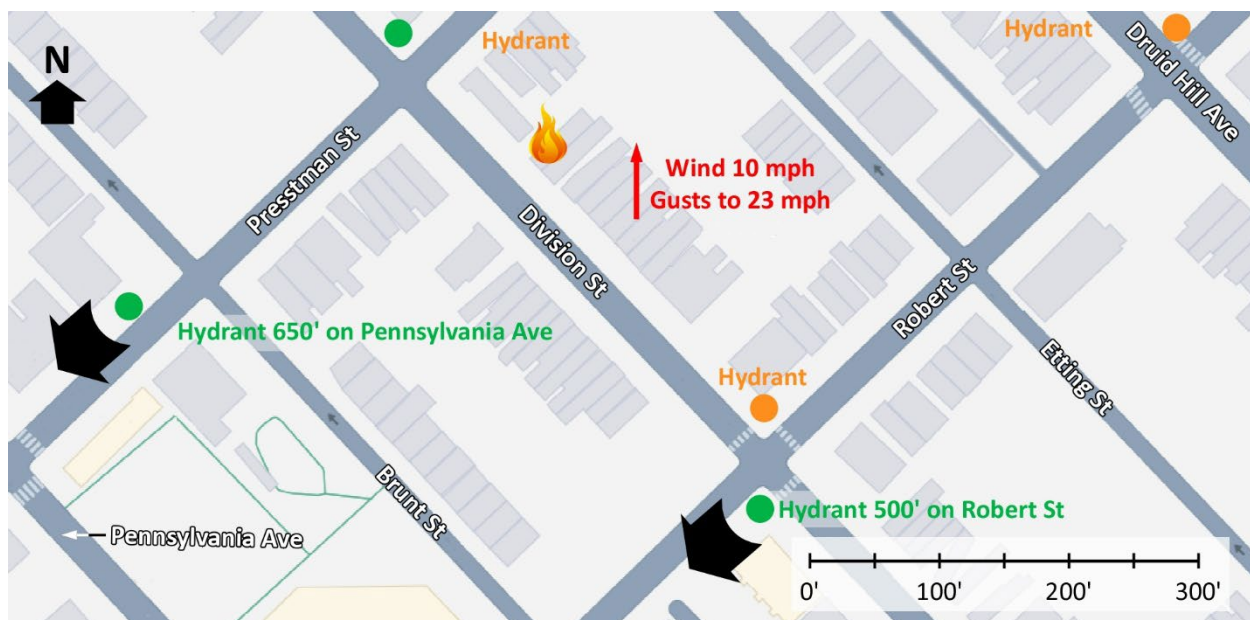 N
Hydrant
Hydrant
Druid Hill Ave
Presstman St
Wind 10 mph
Gusts to 23 mph
Division St
Robert St
Hydrant 650' on Pennsylvania Ave
Etting St
Hydrant
Brunt St
Hydrant 500' on Robert St
Pennsylvania Ave
0'
100'
200'
300'